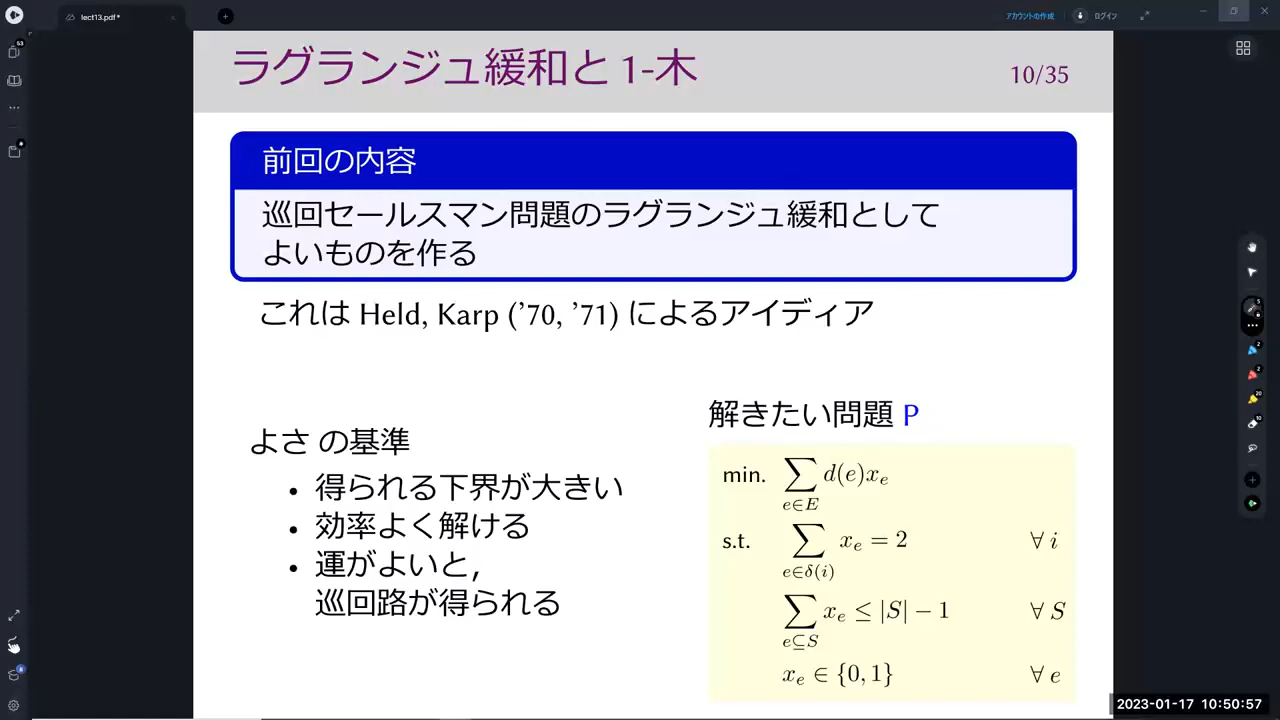 lect13.pdf*
アカウントの作成
ログイン
ラグランジュ緩和と 1-木
10/35
前回の内容
巡回セールスマン問題のラグランジュ緩和として
よいものを作る
これは Held, Karp (’70, ’71) によるアイディア
よさ の基準
• 得られる下界が大きい
• 効率よく解ける
• 運がよいと,
巡回路が得られる
解きたい問題 P
min. ∑_{e∈E} d(e)x_e
s.t. ∑_{e∈δ(i)} x_e = 2 ∀ i
∑_{e⊆S} x_e ≤ |S| − 1 ∀ S
x_e ∈ {0, 1} ∀ e
2023-01-17 10:50:57